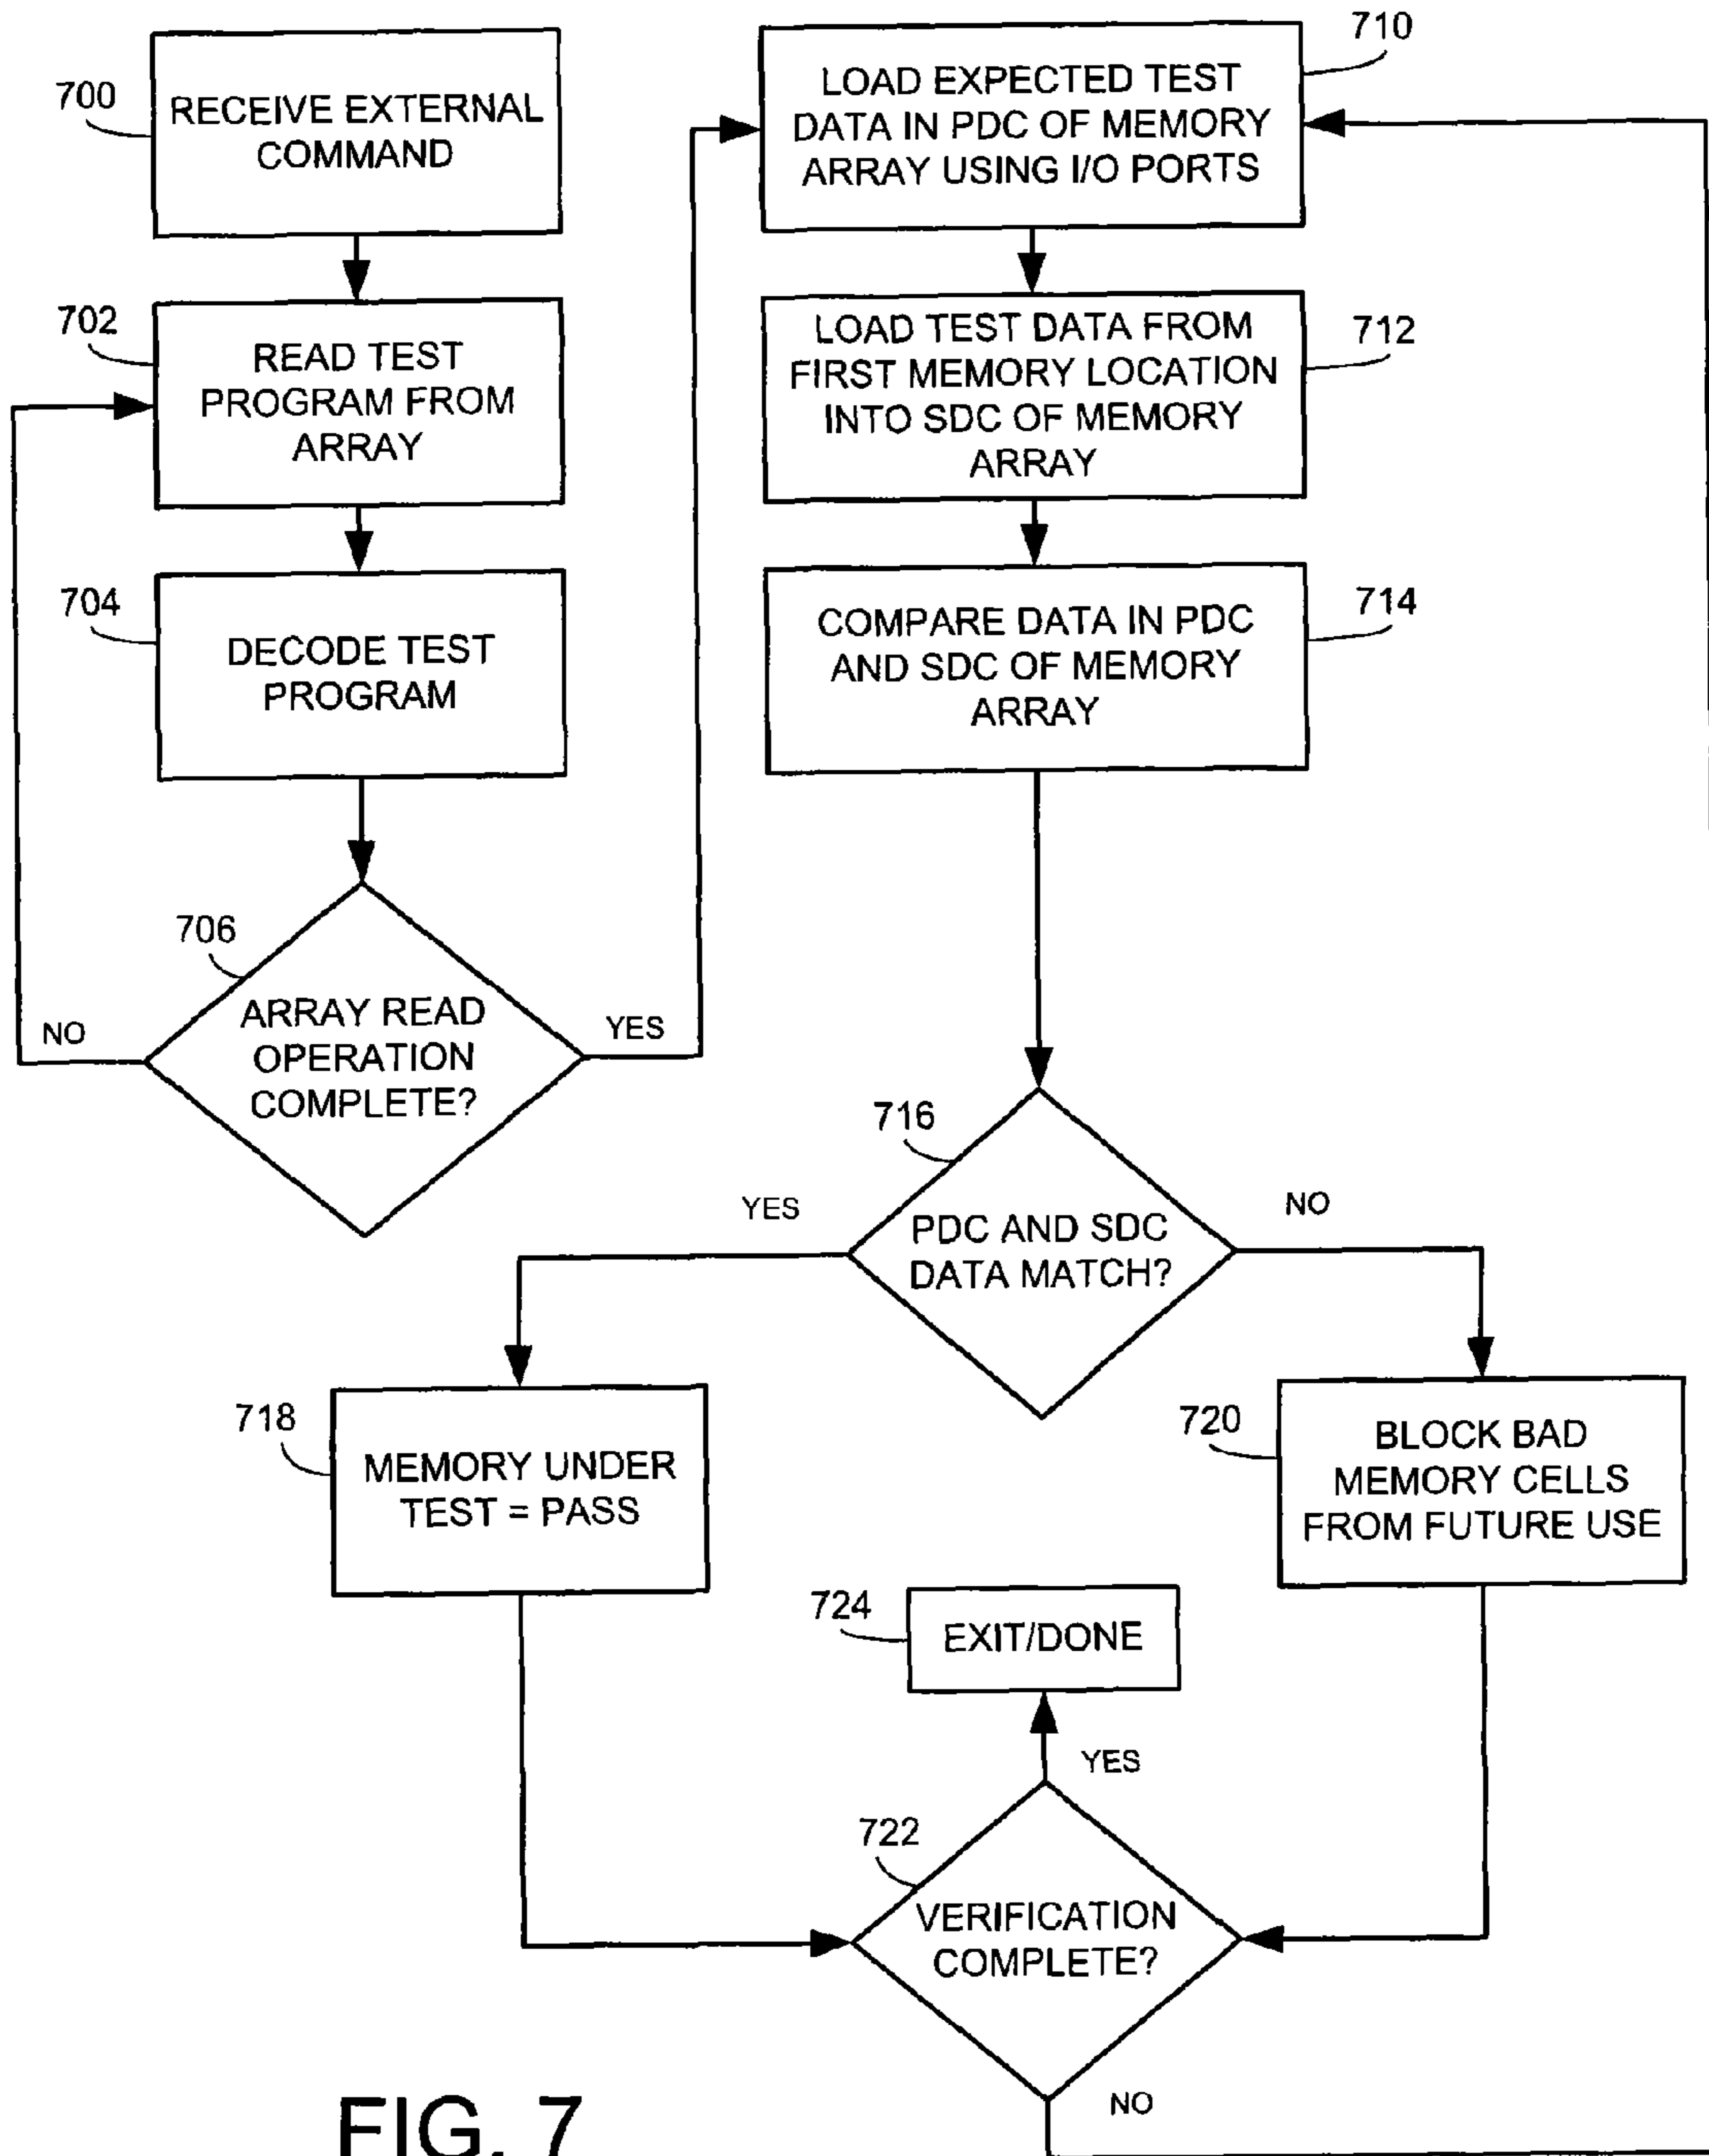 700
RECEIVE EXTERNAL
COMMAND
702
READ TEST
PROGRAM FROM
ARRAY
704
DECODE TEST
PROGRAM
706
ARRAY READ
OPERATION
COMPLETE?
NO
YES
710
LOAD EXPECTED TEST
DATA IN PDC OF MEMORY
ARRAY USING I/O PORTS
712
LOAD TEST DATA FROM
FIRST MEMORY LOCATION
INTO SDC OF MEMORY
ARRAY
714
COMPARE DATA IN PDC
AND SDC OF MEMORY
ARRAY
716
PDC AND SDC
DATA MATCH?
YES
NO
718
MEMORY UNDER
TEST = PASS
720
BLOCK BAD
MEMORY CELLS
FROM FUTURE USE
724
EXIT/DONE
YES
722
VERIFICATION
COMPLETE?
NO
FIG. 7